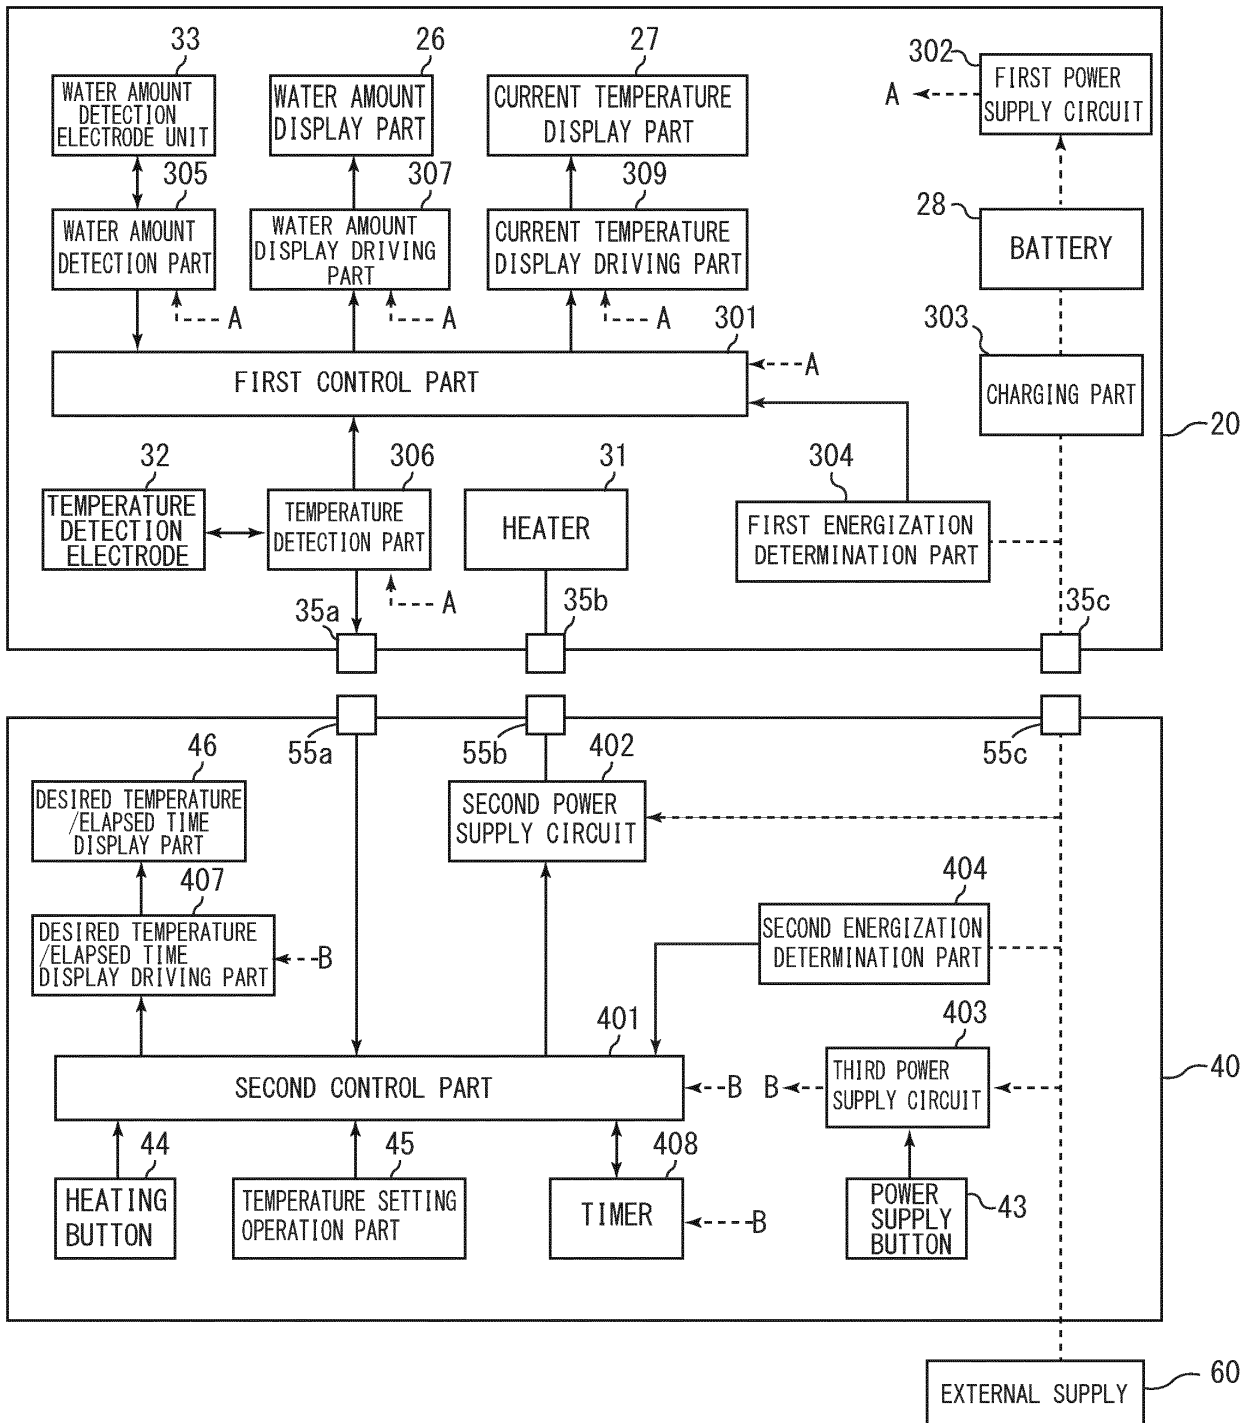 33
26
27
302
WATER AMOUNT
DETECTION
ELECTRODE UNIT
WATER AMOUNT
DISPLAY PART
CURRENT TEMPERATURE
DISPLAY PART
A
FIRST POWER
SUPPLY CIRCUIT
305
307
309
28
WATER AMOUNT
DETECTION PART
WATER AMOUNT
DISPLAY DRIVING
PART
CURRENT TEMPERATURE
DISPLAY DRIVING PART
BATTERY
A
A
A
301
303
FIRST CONTROL PART
A
CHARGING PART
20
32
306
31
304
TEMPERATURE
DETECTION
ELECTRODE
TEMPERATURE
DETECTION PART
HEATER
FIRST ENERGIZATION
DETERMINATION PART
A
35a
35b
35c
55a
55b
55c
46
402
DESIRED TEMPERATURE
/ELAPSED TIME
DISPLAY PART
SECOND POWER
SUPPLY CIRCUIT
407
404
DESIRED TEMPERATURE
/ELAPSED TIME
DISPLAY DRIVING PART
B
SECOND ENERGIZATION
DETERMINATION PART
401
403
SECOND CONTROL PART
B
B
THIRD POWER
SUPPLY CIRCUIT
40
44
45
408
HEATING
BUTTON
TEMPERATURE SETTING
OPERATION PART
TIMER
B
POWER
SUPPLY
BUTTON
43
EXTERNAL SUPPLY
60